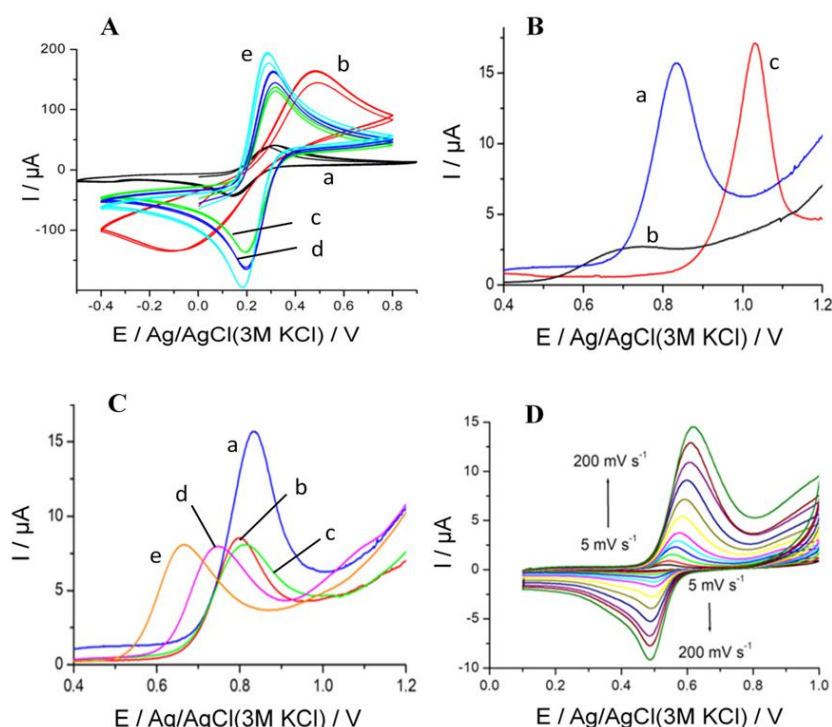 A
200
100
0
-100
I / μA
e
b
a
c
d
-0.4
-0.2
0.0
0.2
0.4
0.6
0.8
E / Ag/AgCl(3M KCl) / V
B
15
10
5
0
I / μA
a
c
b
0.4
0.6
0.8
1.0
1.2
E / Ag/AgCl(3M KCl) / V
C
15
10
5
0
I / μA
a
d
b
e
c
0.4
0.6
0.8
1.0
1.2
E / Ag/AgCl(3M KCl) / V
D
15
10
5
0
-5
-10
I / μA
200 mV s⁻¹
5 mV s⁻¹
5 mV s⁻¹
200 mV s⁻¹
0.0
0.2
0.4
0.6
0.8
1.0
E / Ag/AgCl(3M KCl) / V